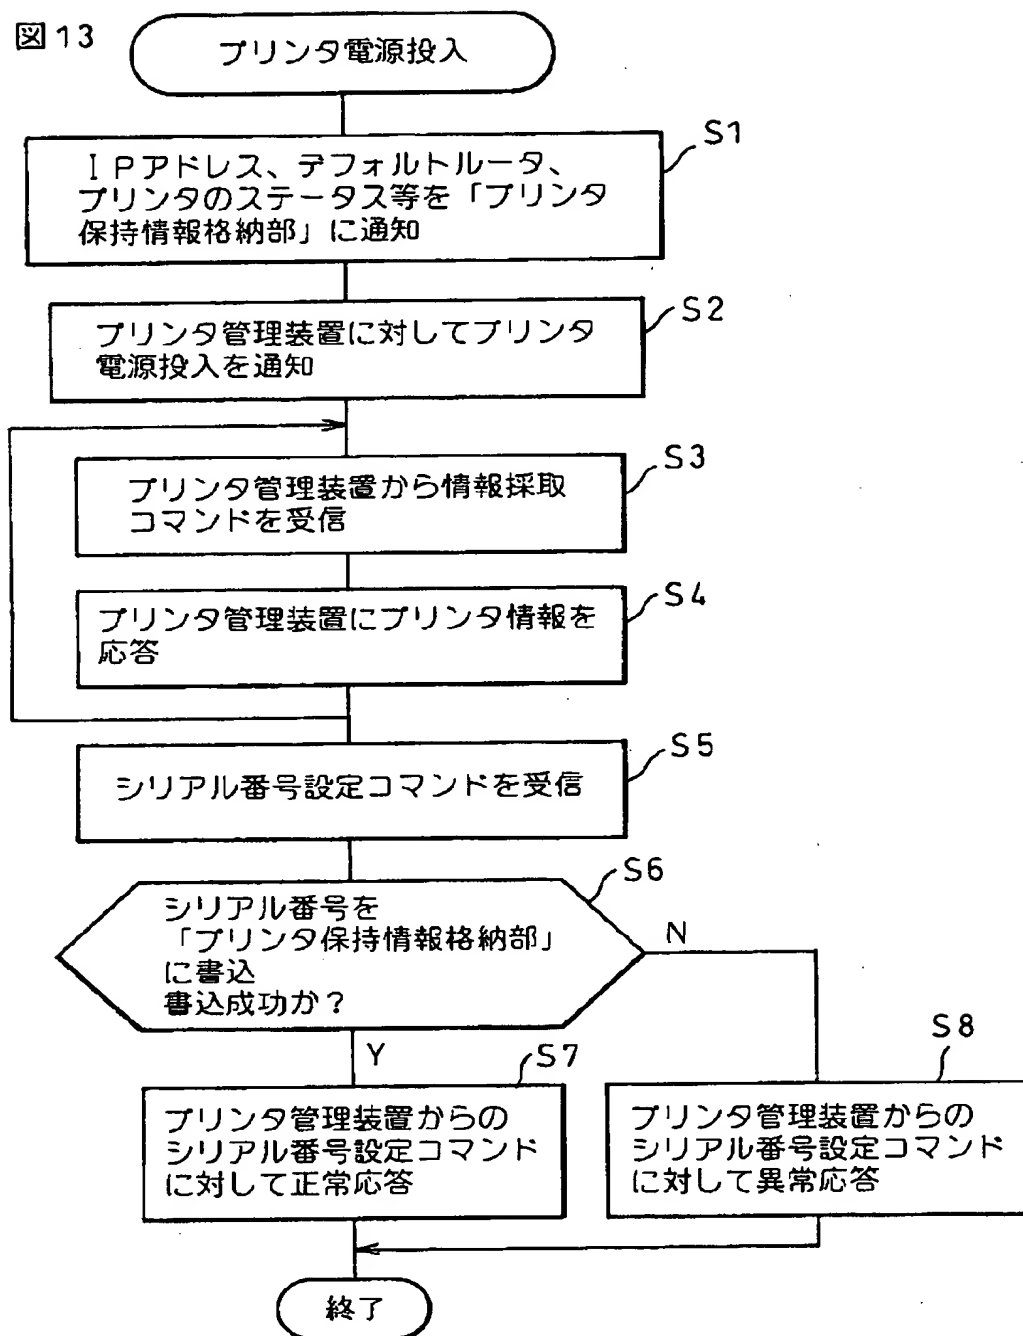 図13
プリンタ電源投入
S1
IPアドレス、デフォルトルータ、
プリンタのステータス等を「プリンタ
保持情報格納部」に通知
S2
プリンタ管理装置に対してプリンタ
電源投入を通知
S3
プリンタ管理装置から情報採取
コマンドを受信
S4
プリンタ管理装置にプリンタ情報を
応答
S5
シリアル番号設定コマンドを受信
S6
シリアル番号を
「プリンタ保持情報格納部」
に書込
書込成功か?
N
Y
S7
プリンタ管理装置からの
シリアル番号設定コマンド
に対して正常応答
S8
プリンタ管理装置からの
シリアル番号設定コマンド
に対して異常応答
終了